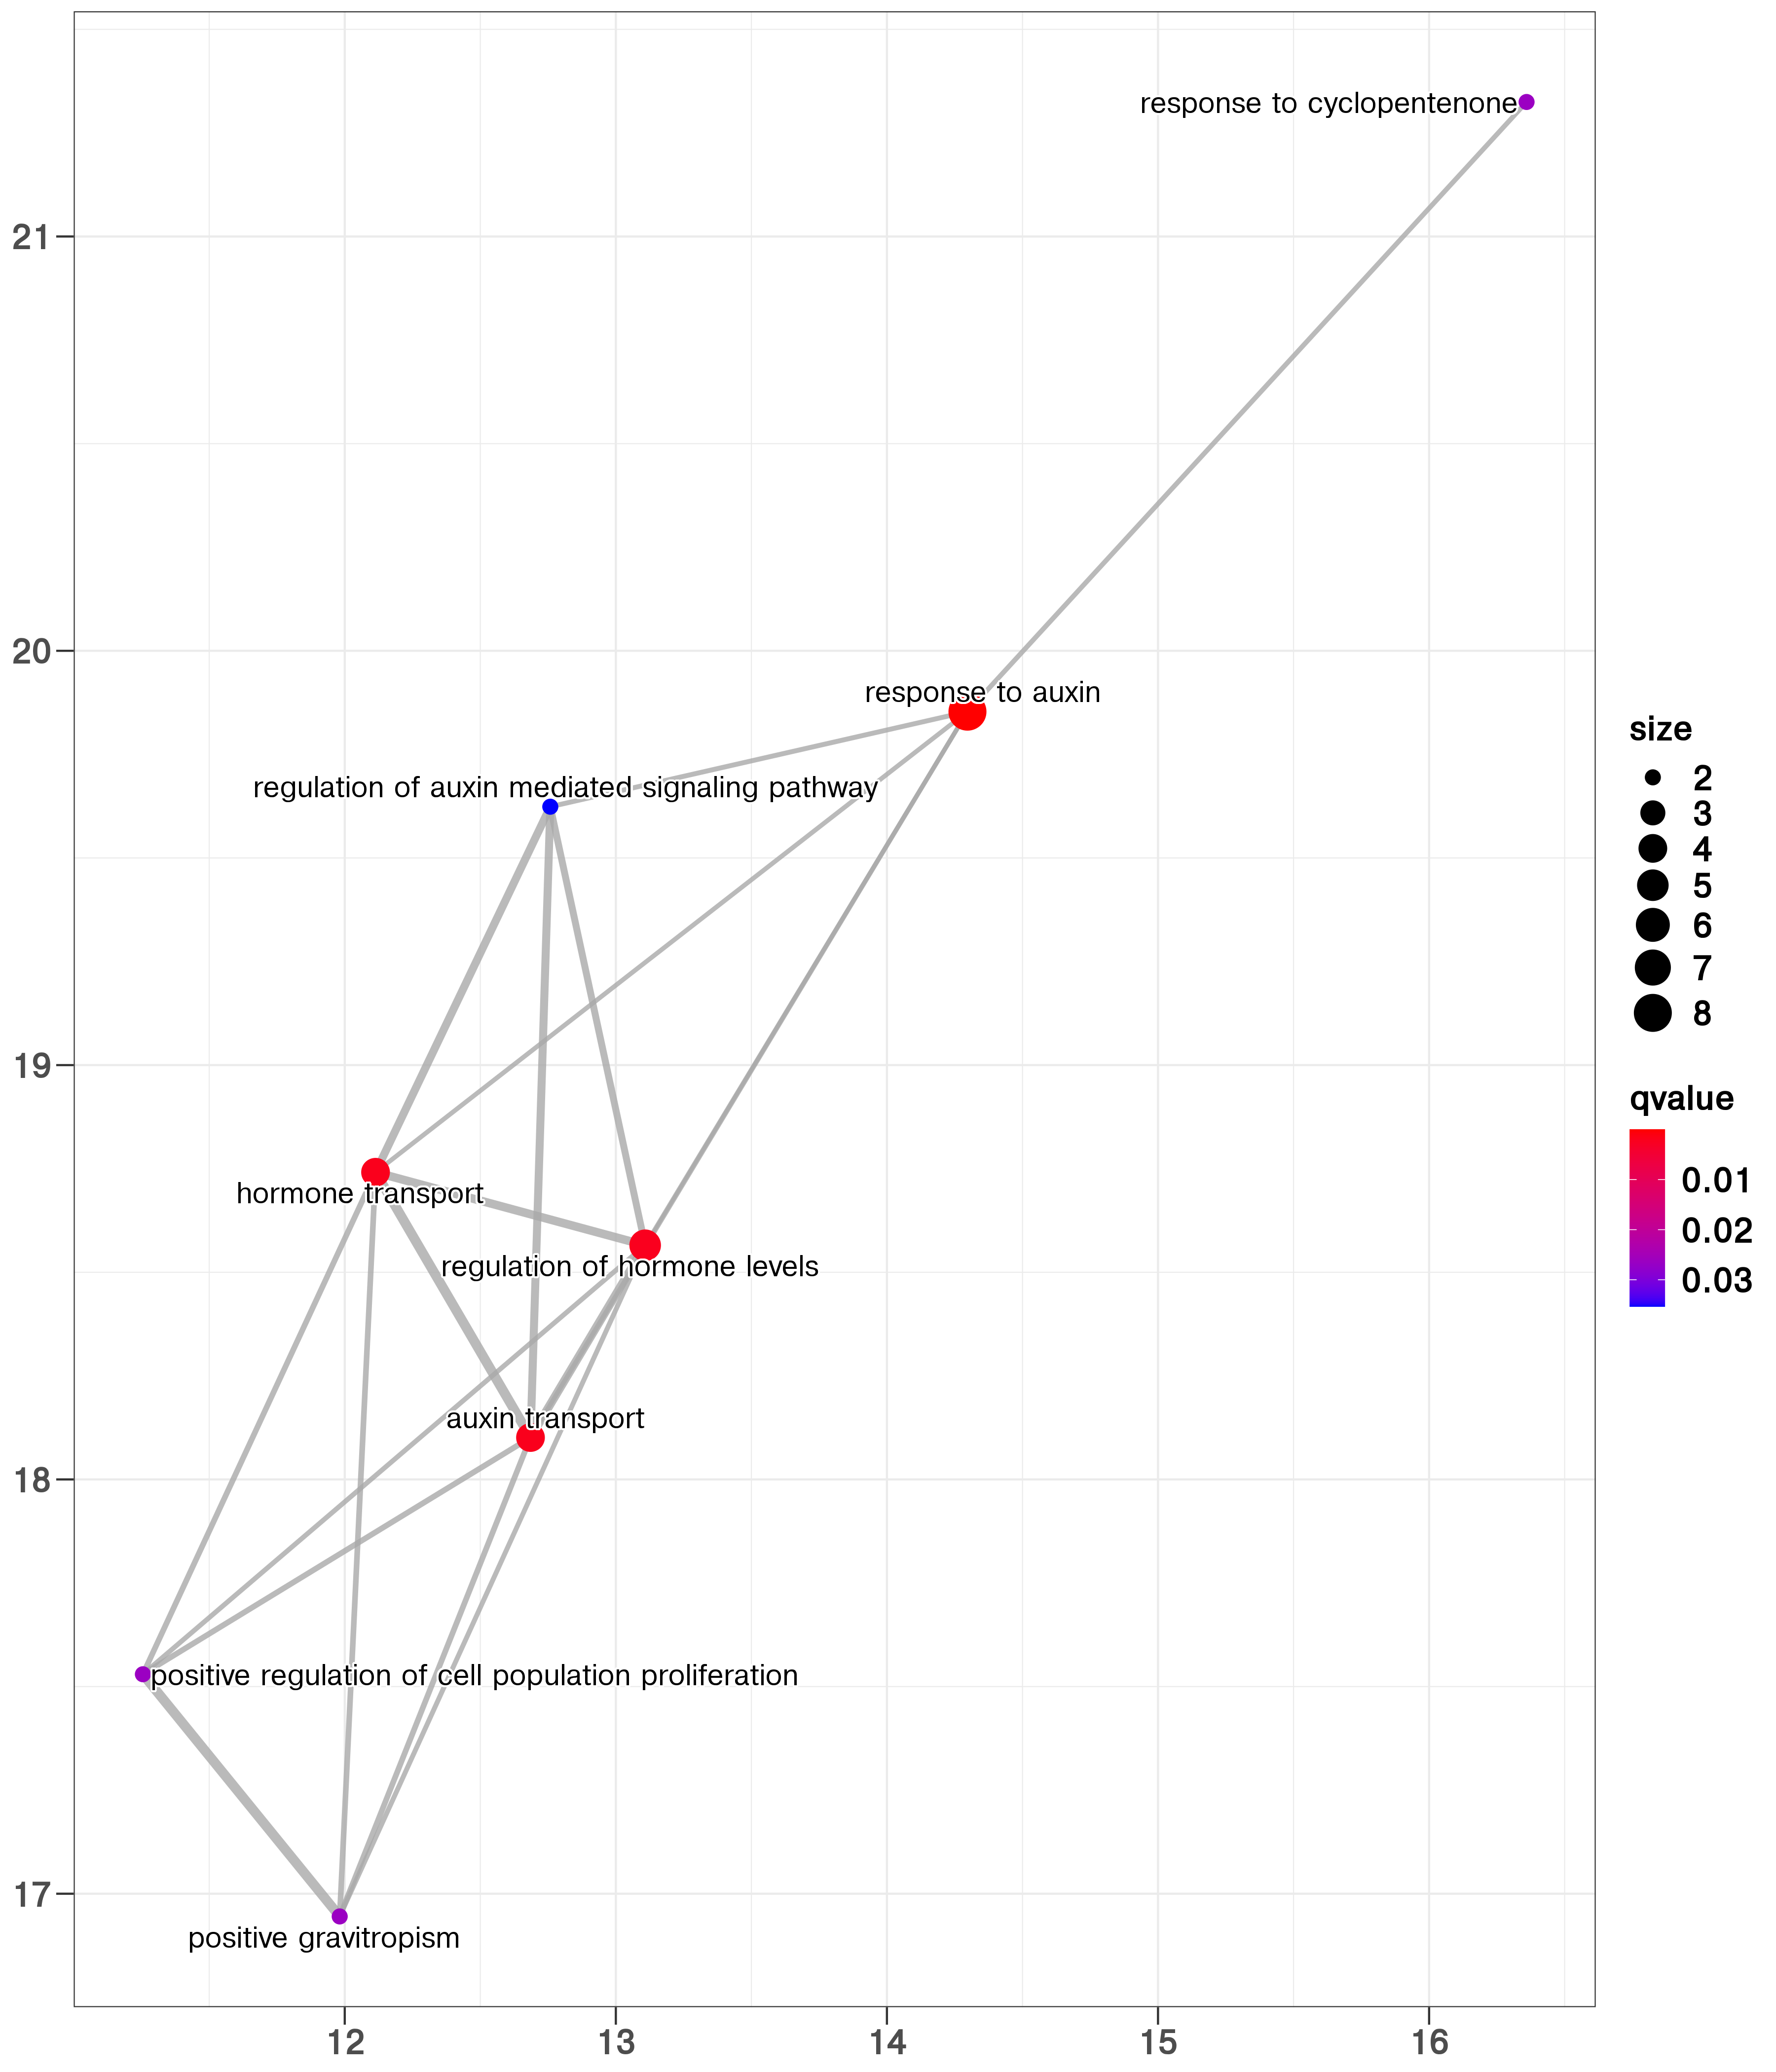 response to cyclopentenone
21
20
response to auxin
regulation of auxin mediated signaling pathway
19
hormone transport
regulation of hormone levels
auxin transport
18
positive regulation of cell population proliferation
17
positive gravitropism
12 13 14 15 16
size
2
3
4
5
6
7
8
qvalue
0.01
0.02
0.03